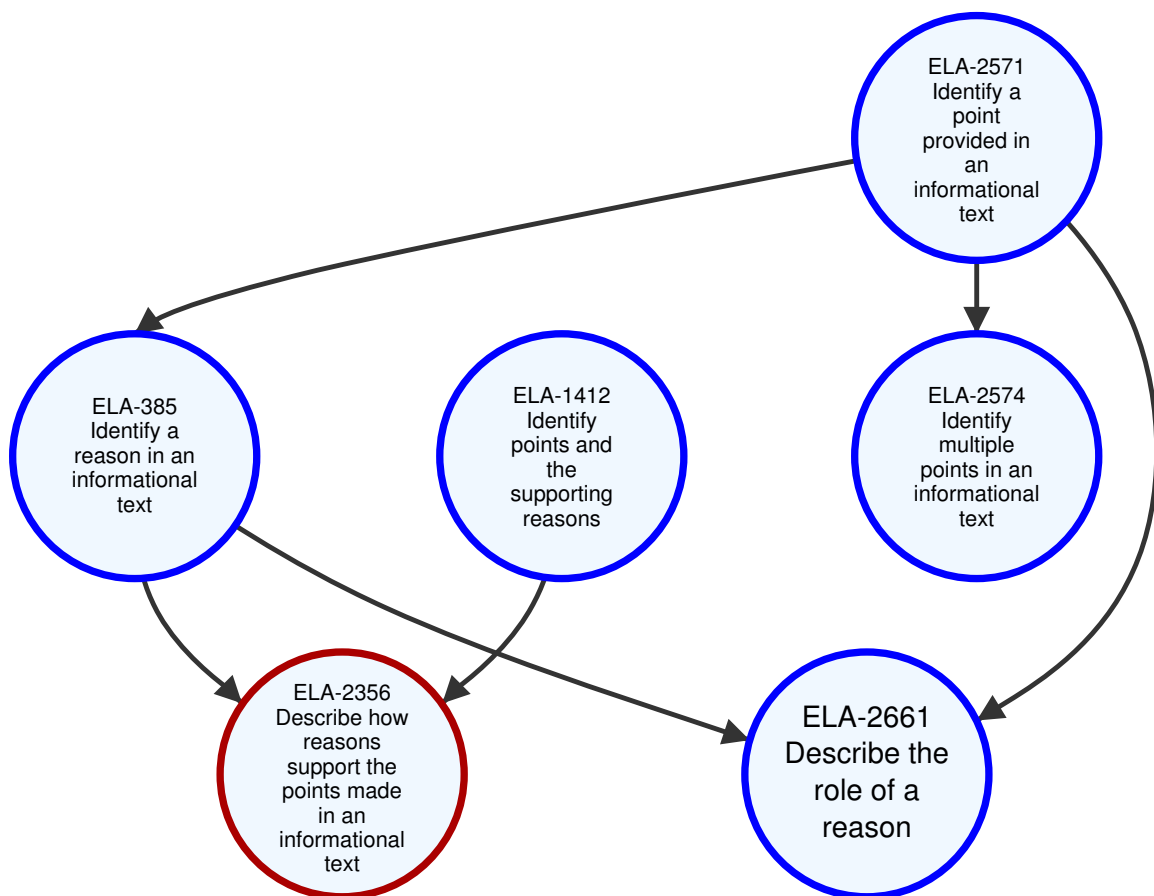 ELA-2571
Identify a
point
provided in
an
informational
text
ELA-385
Identify a
reason in an
informational
text
ELA-1412
Identify
points and
the
supporting
reasons
ELA-2574
Identify
multiple
points in an
informational
text
ELA-2356
Describe how
reasons
support the
points made
in an
informational
text
ELA-2661
Describe the
role of a
reason